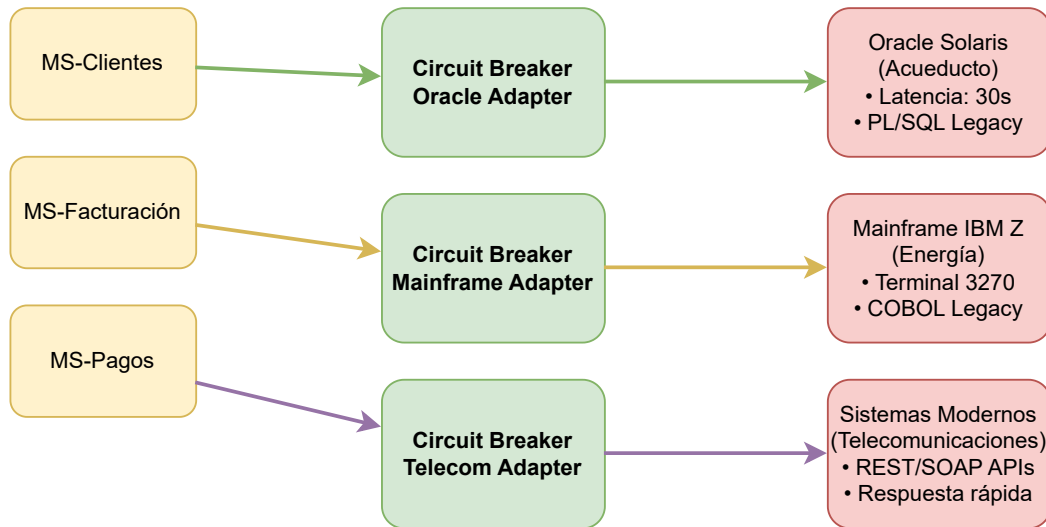 MS-Clientes
Circuit Breaker
Oracle Adapter
Oracle Solaris
(Acueducto)
• Latencia: 30s
• PL/SQL Legacy
MS-Facturación
Circuit Breaker
Mainframe Adapter
Mainframe IBM Z
(Energía)
• Terminal 3270
• COBOL Legacy
MS-Pagos
Circuit Breaker
Telecom Adapter
Sistemas Modernos
(Telecomunicaciones)
• REST/SOAP APIs
• Respuesta rápida